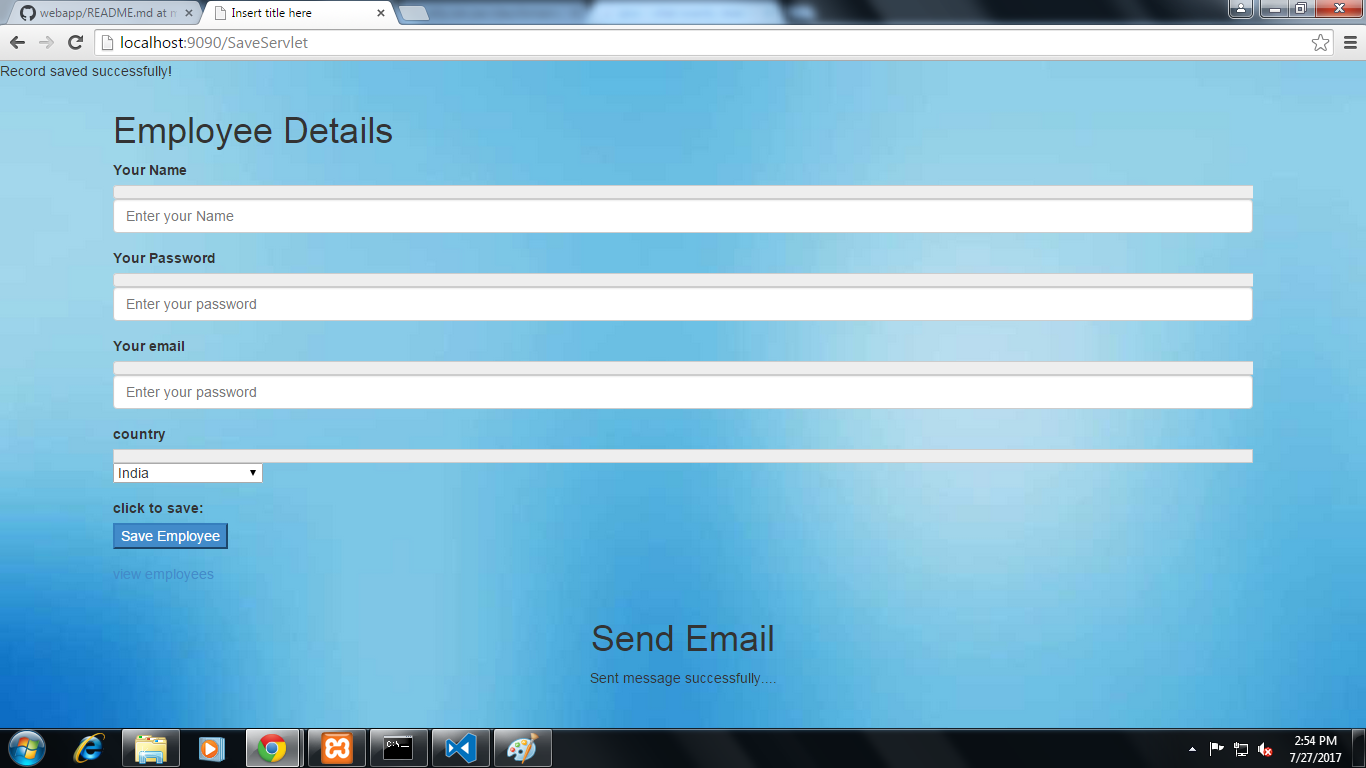 webapp/README.md at m
Insert title here
localhost:9090/SaveServlet
Record saved successfully!
Employee Details
Your Name
Enter your Name
Your Password
Enter your password
Your email
Enter your password
country
India
click to save:
Save Employee
view employees
Send Email
Sent message successfully....
C:\_
2:54 PM
7/27/2017